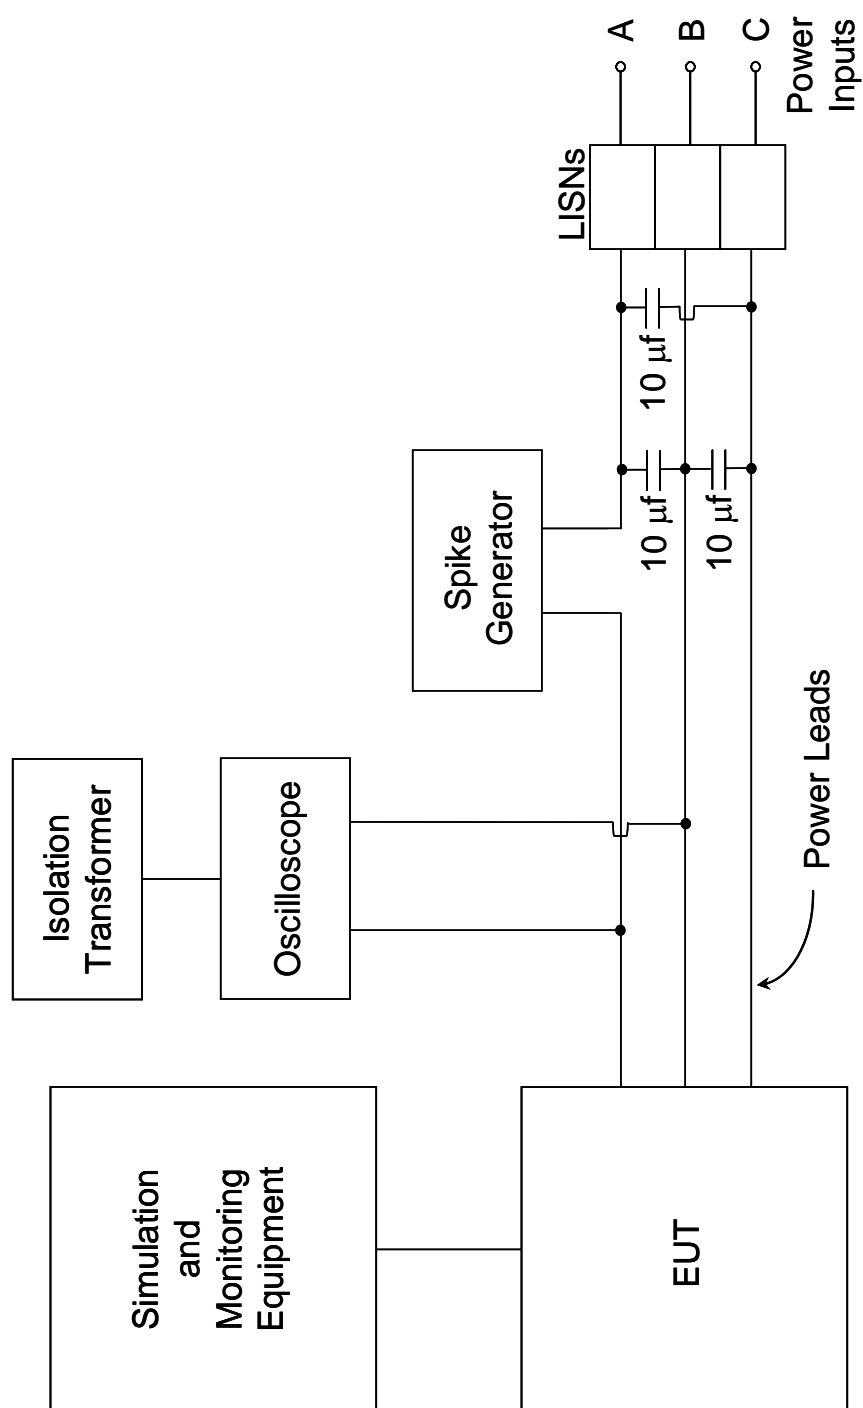 Simulation
and
Monitoring
Equipment
Isolation
Transformer
Oscilloscope
Spike
Generator
LISNs
A
B
C
Power
Inputs
10 µf
10 µf
10 µf
EUT
Power Leads